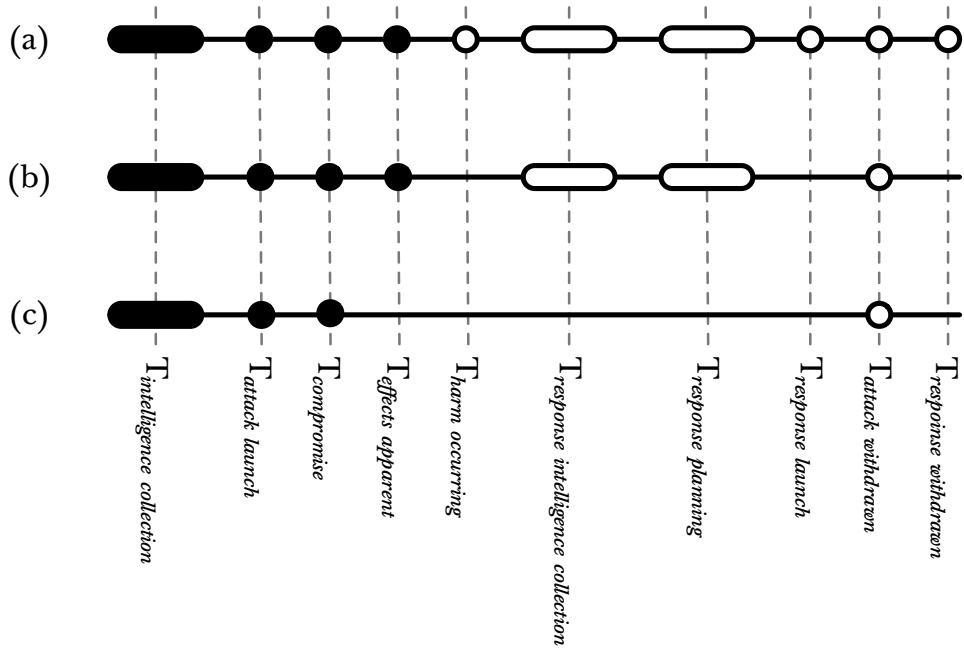 (a)
(b)
(c)
T intelligence collection
T attack launch
T compromise
T effects apparent
T harm occurring
T response intelligence collection
T response planning
T response launch
T attack withdrawn
T respoinse withdrawn